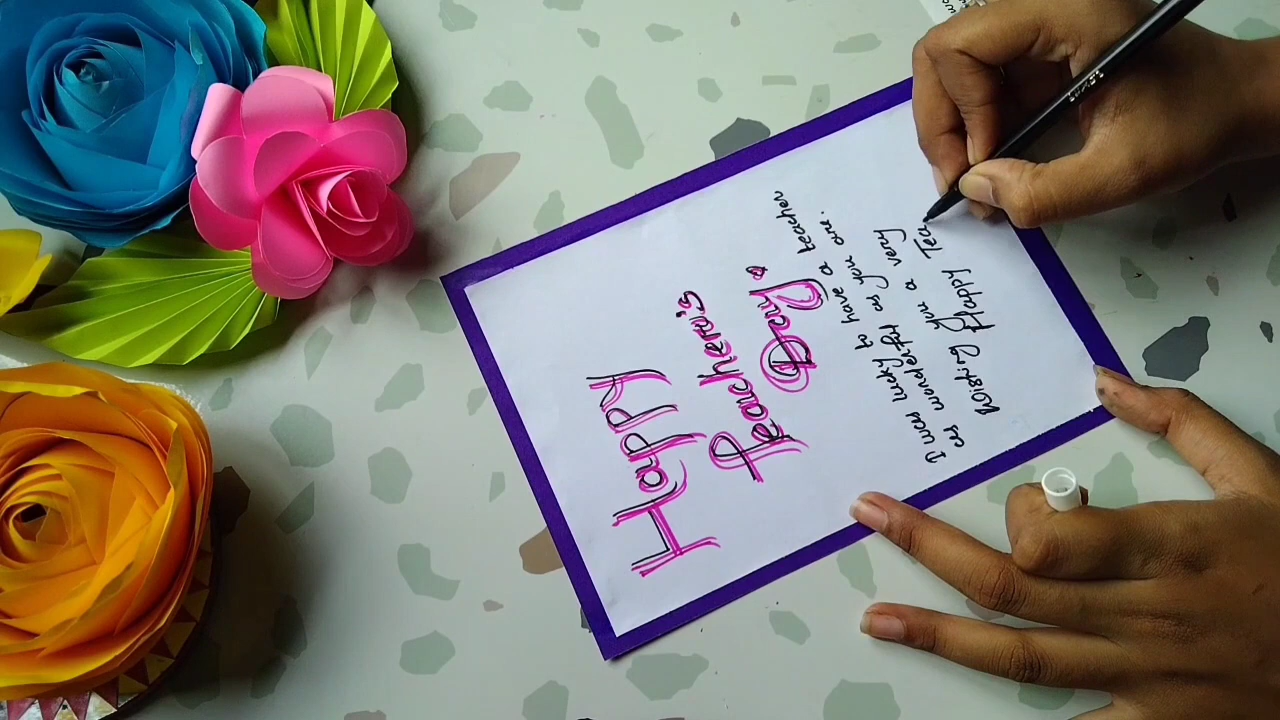 Happy
Teacher's
Day
I was lucky to have a teacher
as wonderful as you are.
Wishing you a very
Happy Tea